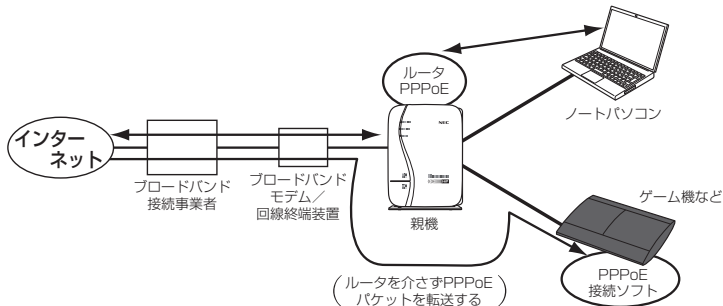 ルータ
PPPoE
ノートパソコン
インター
ネット
ブロードバンド
接続事業者
ブロードバンド
モデム／
回線終端装置
NEC
親機
ゲーム機など
PPPoE
接続ソフト
（ルータを介さずPPPoE
パケットを転送する）